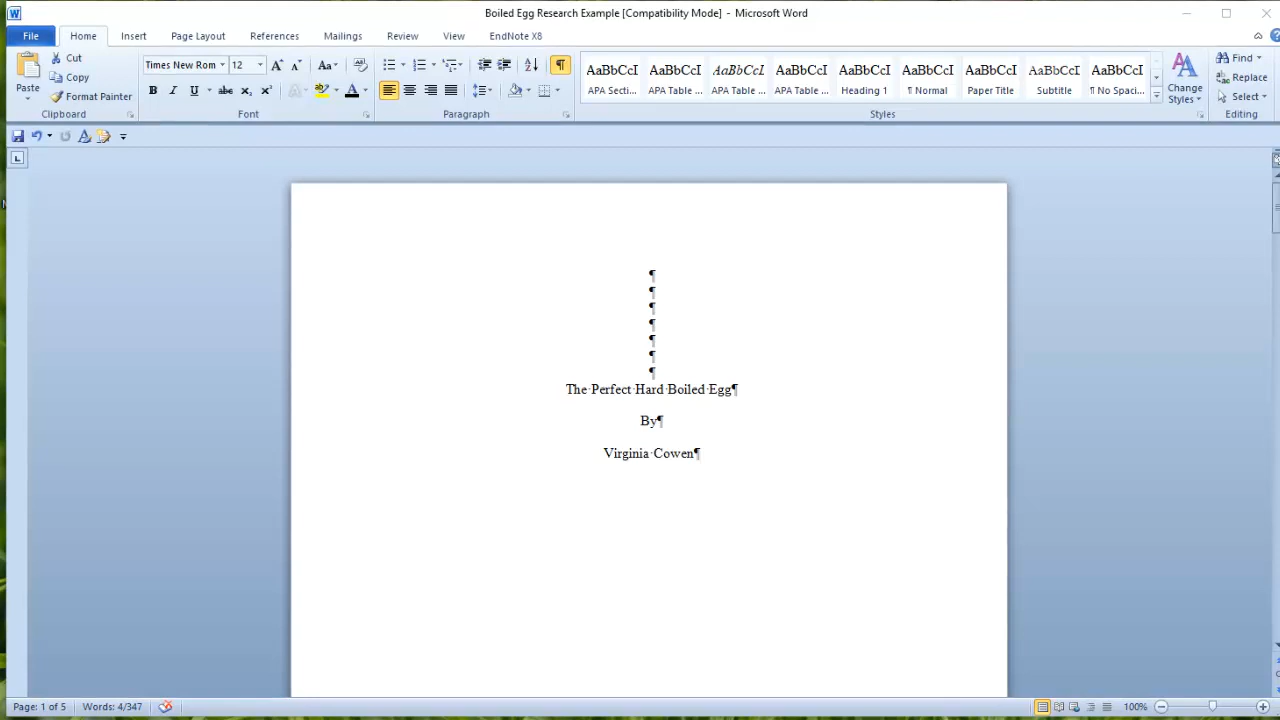 Boiled Egg Research Example [Compatibility Mode] - Microsoft Word
File Home Insert Page Layout References Mailings Review View EndNote X8
Cut
Copy
Format Painter
Paste
Clipboard
Times New Rom 12
Font
Paragraph
AaBbCcI AaBbCcI AaBbCcI AaBbCcI AaBbCcI AaBbCcI AaBbCcI AaBbCcI AaBbCcI
APA Secti... APA Table ... APA Table ... APA Table ... Heading 1 ¶ Normal Paper Title Subtitle ¶ No Spaci...
Styles
Change Styles
Find
Replace
Select
Editing
¶
¶
¶
¶
¶
¶
¶
The·Perfect·Hard·Boiled·Egg¶
By¶
Virginia·Cowen¶
Page: 1 of 5 Words: 4/347 100%